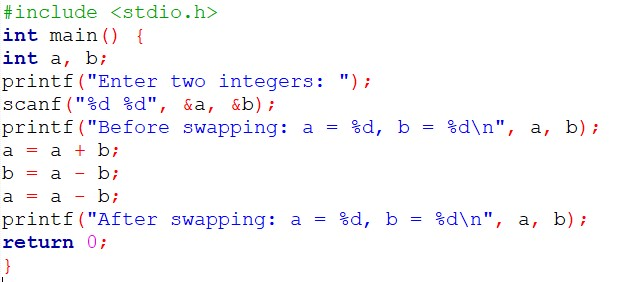 #include <stdio.h>
int main() {
int a, b;
printf("Enter two integers: ");
scanf("%d %d", &a, &b);
printf("Before swapping: a = %d, b = %d\n", a, b);
a = a + b;
b = a - b;
a = a - b;
printf("After swapping: a = %d, b = %d\n", a, b);
return 0;
}